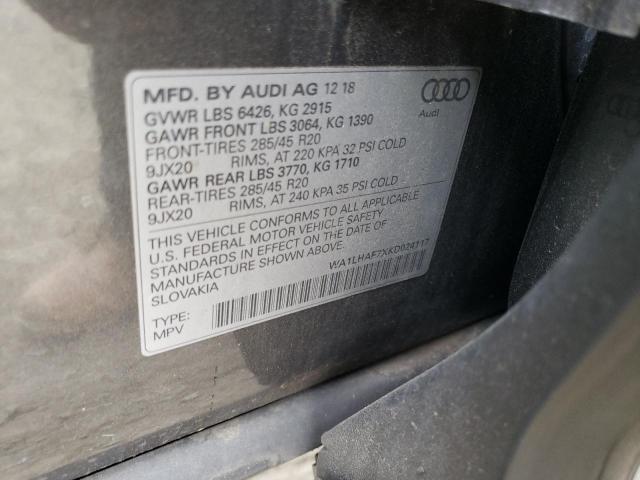 MFD. BY AUDI AG 12 18
GVWR LBS 6426, KG 2915
GAWR FRONT LBS 3064, KG 1390
FRONT-TIRES 285/45 R20
9JX20 RIMS, AT 220 KPA 32 PSI COLD
GAWR REAR LBS 3770, KG 1710
REAR-TIRES 285/45 R20
9JX20 RIMS, AT 240 KPA 35 PSI COLD
THIS VEHICLE CONFORMS TO ALL APPLICABLE
U.S. FEDERAL MOTOR VEHICLE SAFETY
STANDARDS IN EFFECT ON THE DATE OF
MANUFACTURE SHOWN ABOVE.
SLOVAKIA
WA1LHAF7XKD024117
TYPE:
MPV
Audi